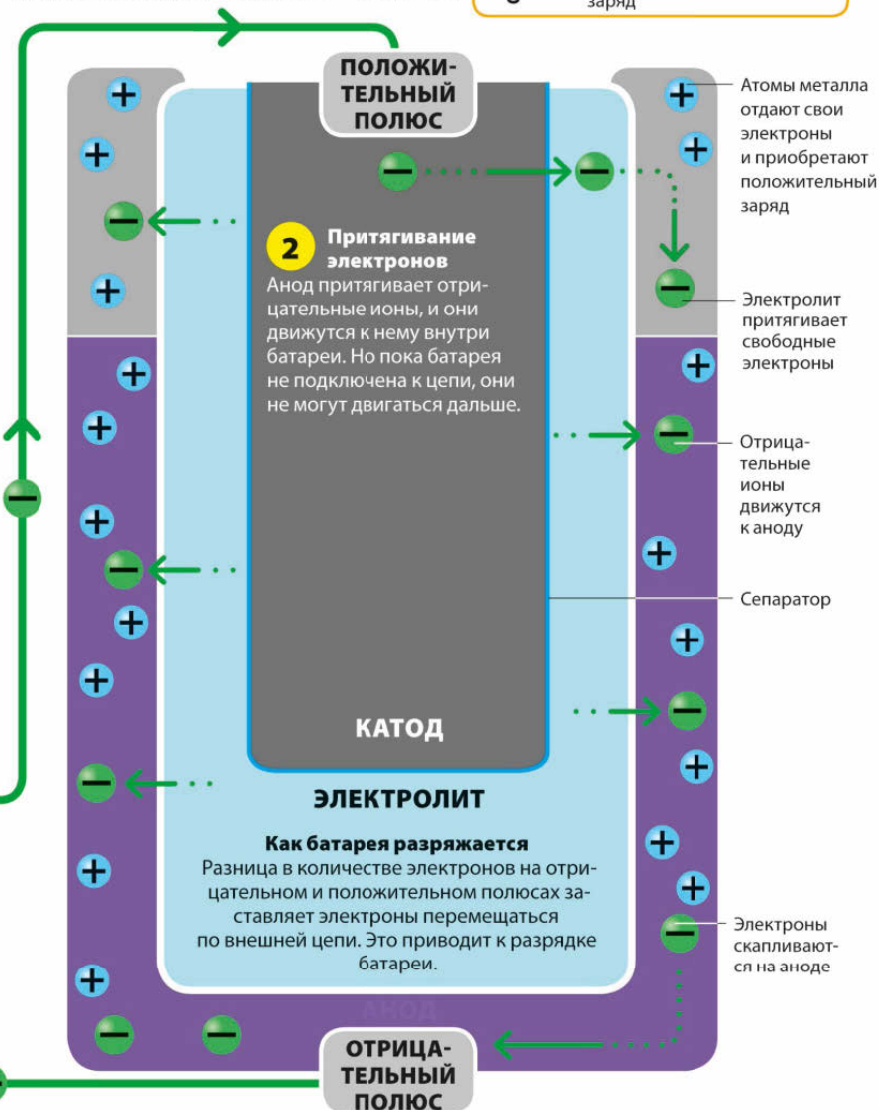 заряд
ПОЛОЖИ-
ТЕЛЬНЫЙ
ПОЛЮС
Атомы металла
отдают свои
электроны
и приобретают
положительный
заряд
2 Притягивание
электронов
Анод притягивает отри-
цательные ионы, и они
движутся к нему внутри
батареи. Но пока батарея
не подключена к цепи, они
не могут двигаться дальше.
Электролит
притягивает
свободные
электроны
Отрица-
тельные
ионы
движутся
к аноду
Сепаратор
КАТОД
ЭЛЕКТРОЛИТ
Как батарея разряжается
Разница в количестве электронов на отри-
цательном и положительном полюсах за-
ставляет электроны перемещаться
по внешней цепи. Это приводит к разрядке
батареи.
Электроны
скапливают-
ся на аноде
АНОД
ОТРИЦА-
ТЕЛЬНЫЙ
ПОЛЮС